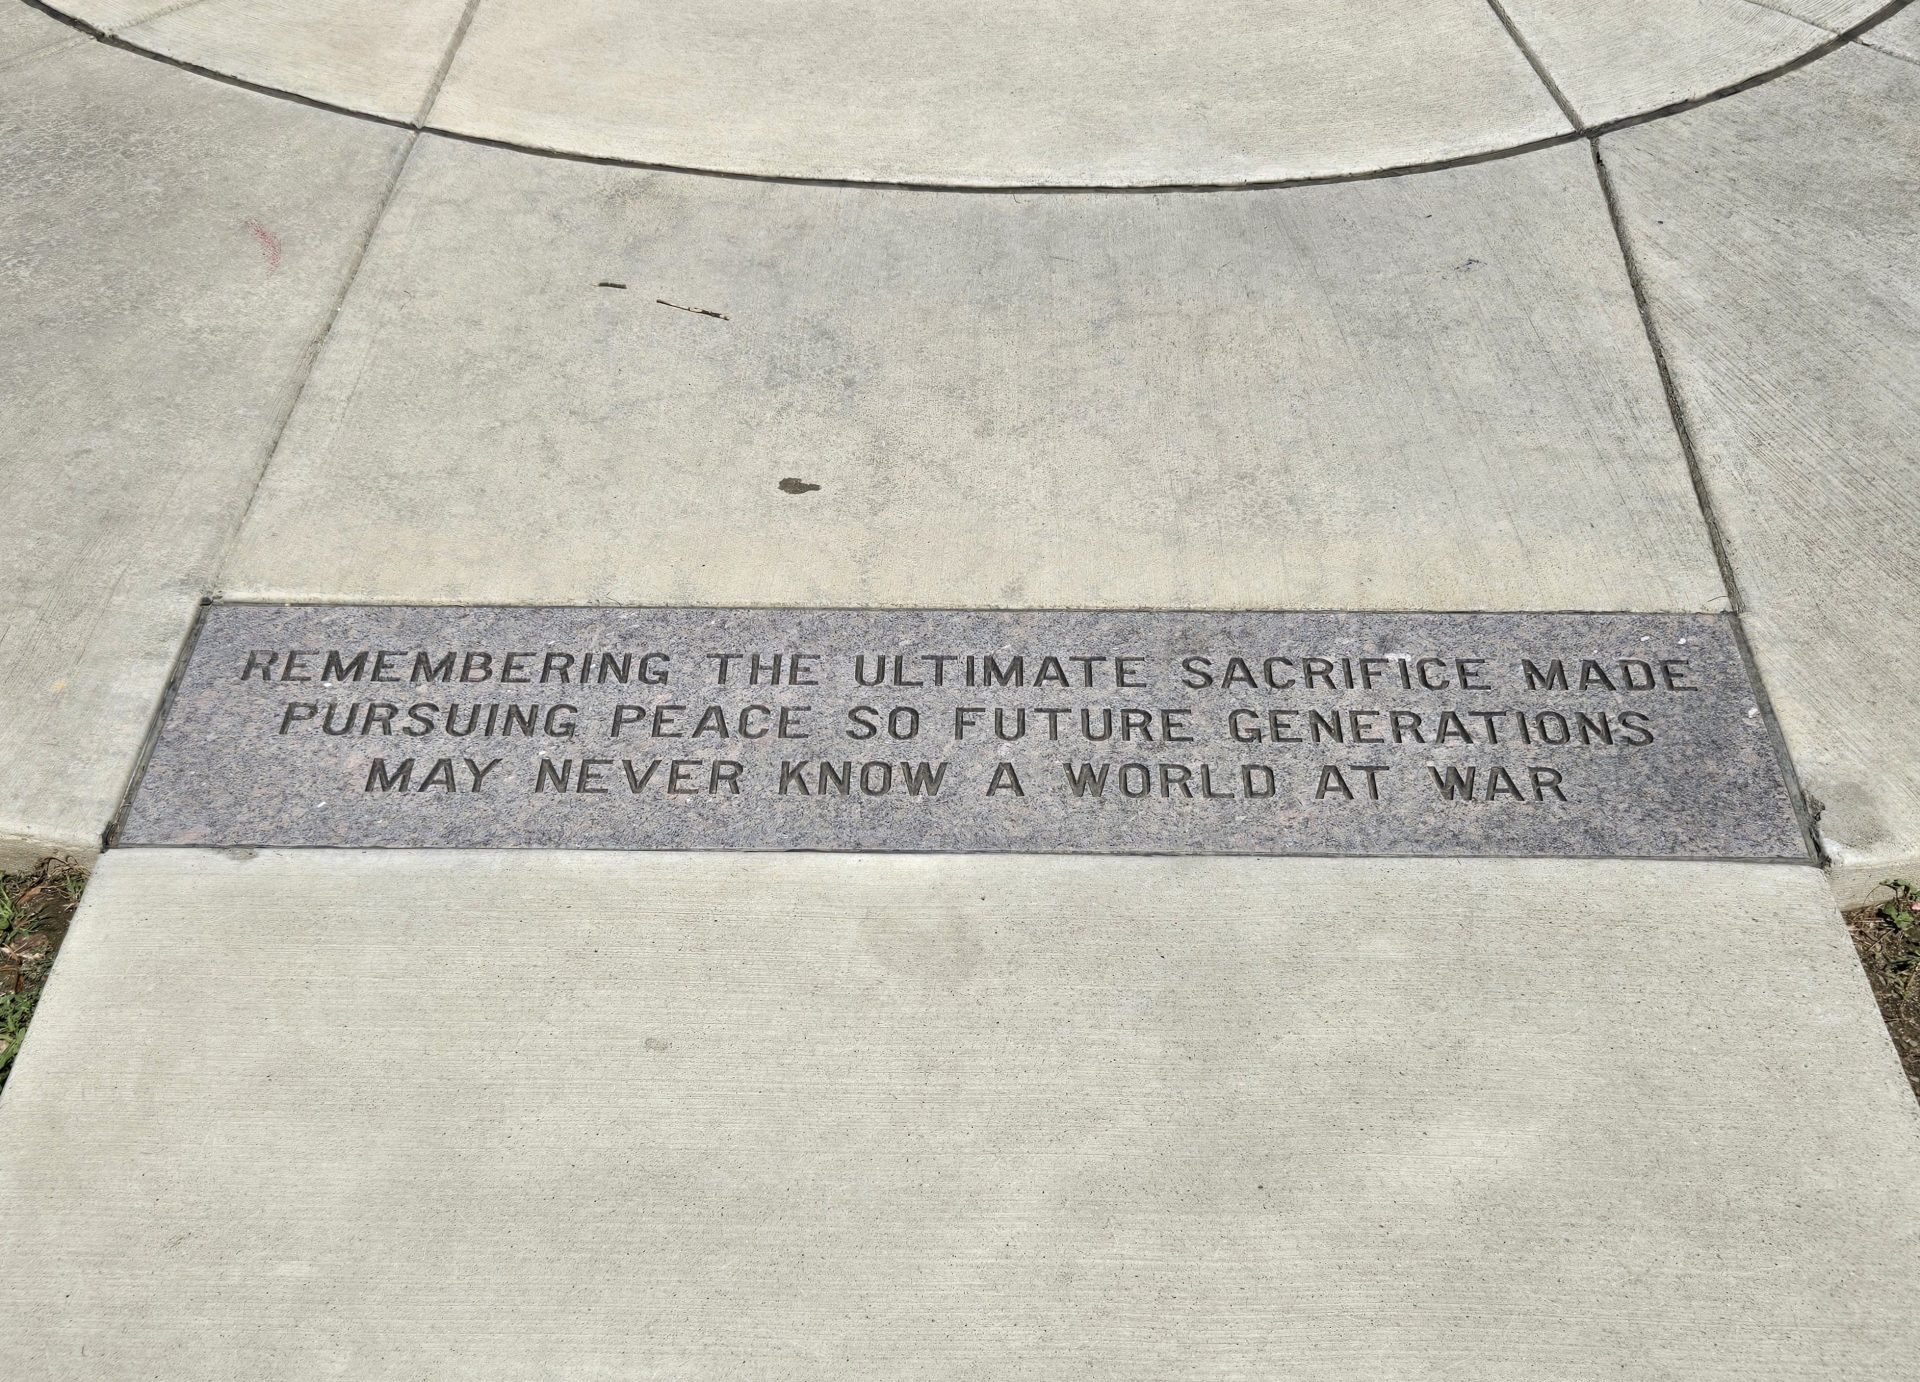 REMEMBERING THE ULTIMATE SACRIFICE MADE
PURSUING PEACE SO FUTURE GENERATIONS
MAY NEVER KNOW A WORLD AT WAR